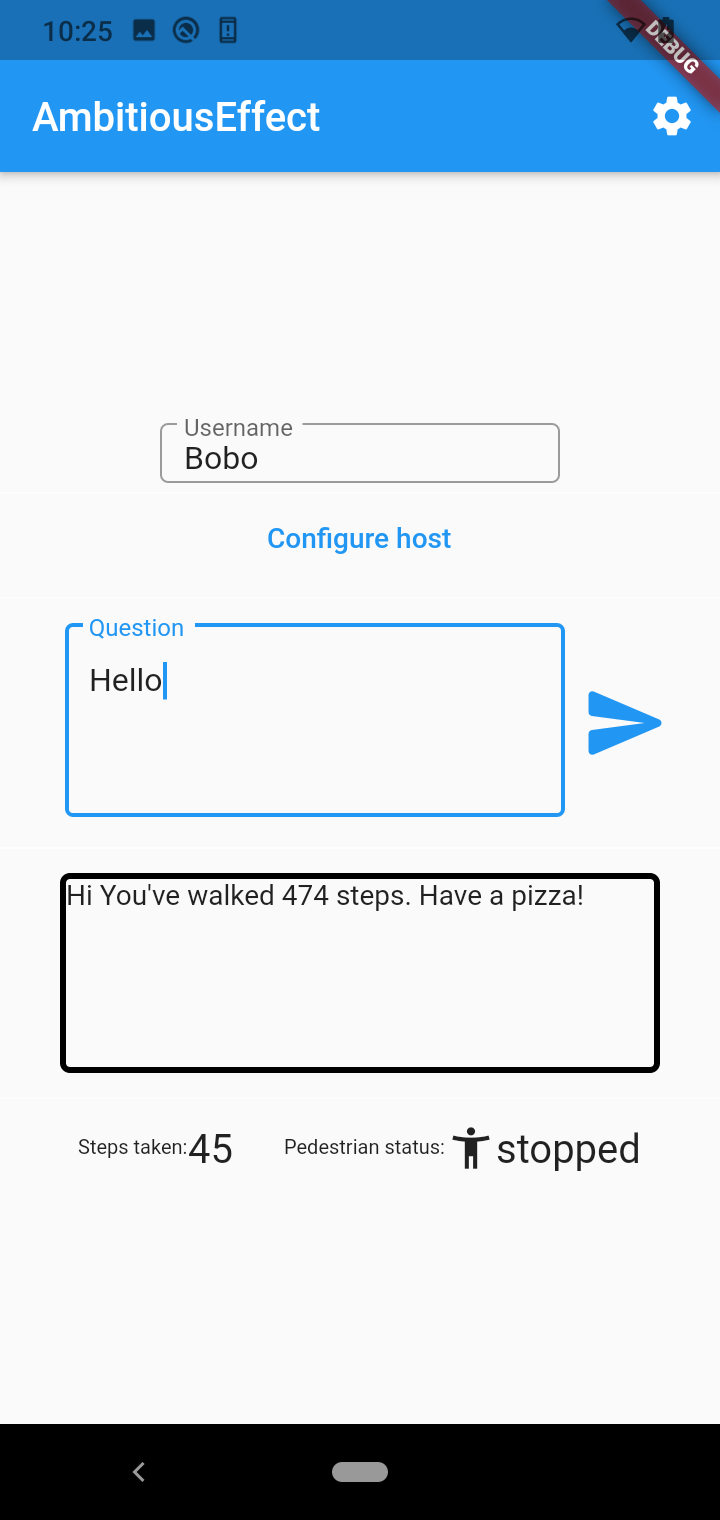 10:25
DEBUG
AmbitiousEffect
Username
Bobo
Configure host
Question
Hello
Hi You've walked 474 steps. Have a pizza!
Steps taken:45 Pedestrian status: stopped